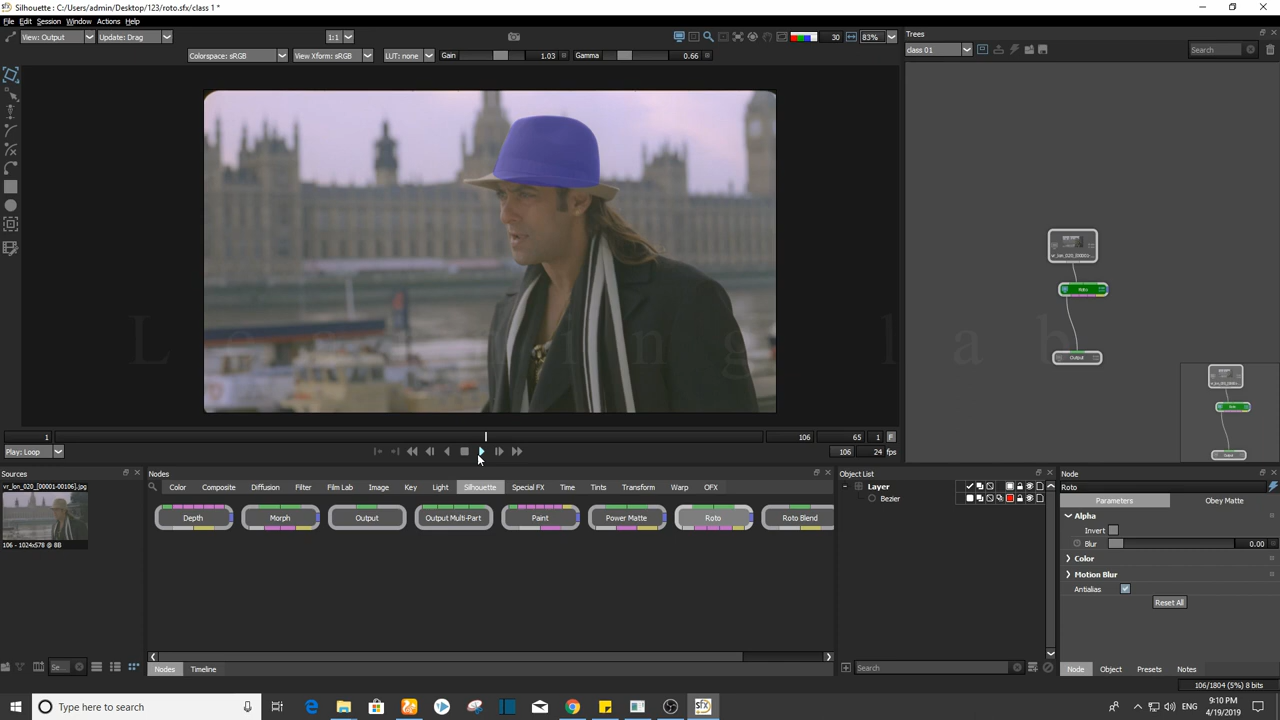 Silhouette : C:/Users/admin/Desktop/123/roto.sfx/class 1 *
File Edit Session Window Actions Help
View: Output Update: Drag 1:1 30 83%
Colorspace: sRGB View Xform: sRGB LUT: none Gain 1.03 Gamma 0.66
Trees
class 01 Search
Roto
Output
1 106 65 1 F
Play: Loop 106 24 fps
Sources
vr_lon_020_[00001-00106].jpg
106 - 1024x578 @ 8B
Se...
Nodes
Color Composite Diffusion Filter Film Lab Image Key Light Silhouette Special FX Time Tints Transform Warp OFX
Depth Morph Output Output Multi-Part Paint Power Matte Roto Roto Blend
Nodes Timeline
Object List
Layer
Bezier
Search
Node
Roto
Parameters Obey Matte
Alpha
Invert
Blur 0.00
Color
Motion Blur
Antialias
Reset All
Node Object Presets Notes
106/1804 (5%) 8 bits
Type here to search
ENG
9:10 PM
4/19/2019